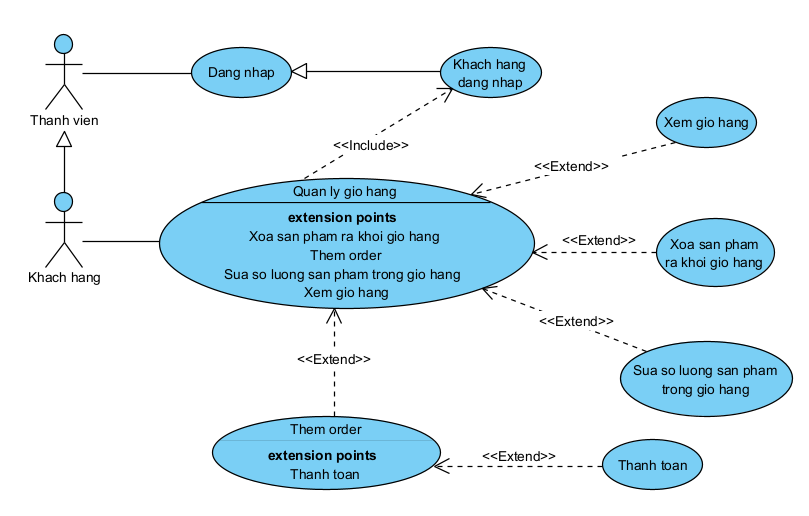 Dang nhap
Khach hang
dang nhap
Thanh vien
<<Include>>
Xem gio hang
<<Extend>>
Quan ly gio hang
extension points
Xoa san pham ra khoi gio hang
Them order
Sua so luong san pham trong gio hang
Xem gio hang
<<Extend>>
Xoa san pham
ra khoi gio hang
Khach hang
<<Extend>>
Sua so luong san pham
trong gio hang
<<Extend>>
Them order
extension points
Thanh toan
<<Extend>>
Thanh toan